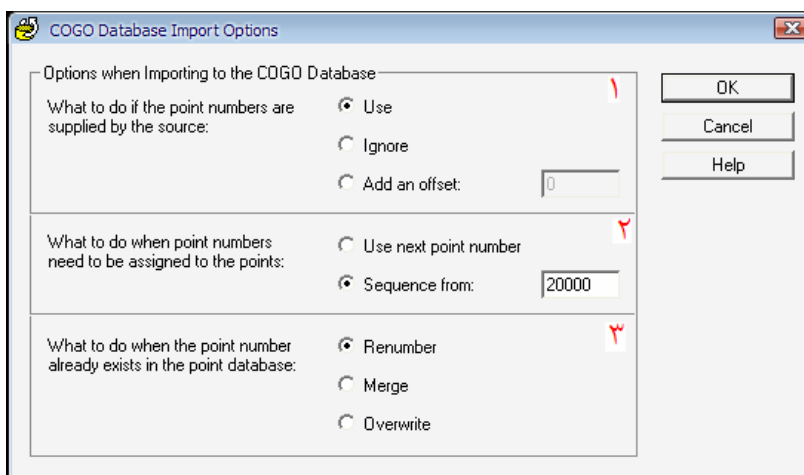 COGO Database Import Options
Options when Importing to the COGO Database
۱
What to do if the point numbers are
supplied by the source:
Use
Ignore
Add an offset:
0
۲
What to do when point numbers
need to be assigned to the points:
Use next point number
Sequence from:
20000
۳
What to do when the point number
already exists in the point database:
Renumber
Merge
Overwrite
OK
Cancel
Help